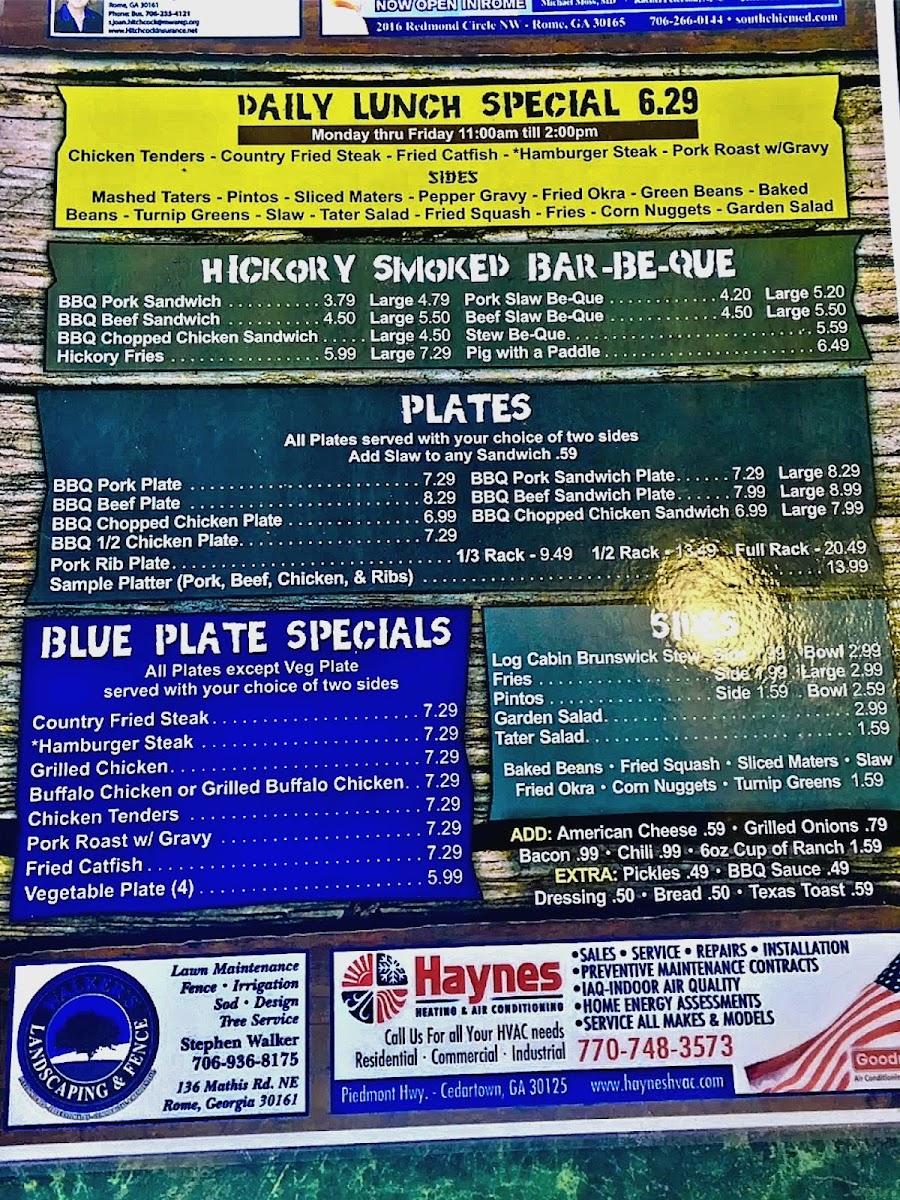 Rome, GA 30161
Phone: Bus. 706-235-4121
www.Hitchcockinsurance.net
NOW OPEN IN ROME
2016 Redmond Circle NW - Rome, GA 30165 706-266-0144 • southchicmed.com
DAILY LUNCH SPECIAL 6.29
Monday thru Friday 11:00am till 2:00pm
Chicken Tenders - Country Fried Steak - Fried Catfish - *Hamburger Steak - Pork Roast w/Gravy
SIDES
Mashed Taters - Pintos - Sliced Maters - Pepper Gravy - Fried Okra - Green Beans - Baked
Beans - Turnip Greens - Slaw - Tater Salad - Fried Squash - Fries - Corn Nuggets - Garden Salad
HICKORY SMOKED BAR-BE-QUE
BBQ Pork Sandwich .......... 3.79 Large 4.79
BBQ Beef Sandwich .......... 4.50 Large 5.50
BBQ Chopped Chicken Sandwich ..... Large 4.50
Hickory Fries ................ 5.99 Large 7.29
Pork Slaw Be-Que ............ 4.20 Large 5.20
Beef Slaw Be-Que ............ 4.50 Large 5.50
Stew Be-Que............................ 5.59
Pig with a Paddle ........................ 6.49
PLATES
All Plates served with your choice of two sides
Add Slaw to any Sandwich .59
BBQ Pork Plate ........................ 7.29
BBQ Beef Plate ........................ 8.29
BBQ Chopped Chicken Plate .............. 6.99
BBQ 1/2 Chicken Plate................... 7.29
BBQ Pork Sandwich Plate...... 7.29 Large 8.29
BBQ Beef Sandwich Plate...... 7.99 Large 8.99
BBQ Chopped Chicken Sandwich 6.99 Large 7.99
Pork Rib Plate.............................. 1/3 Rack - 9.49 1/2 Rack - 13.49 Full Rack - 20.49
Sample Platter (Pork, Beef, Chicken, & Ribs) ........................................ 13.99
BLUE PLATE SPECIALS
All Plates except Veg Plate
served with your choice of two sides
Country Fried Steak..................... 7.29
*Hamburger Steak ...................... 7.29
Grilled Chicken......................... 7.29
Buffalo Chicken or Grilled Buffalo Chicken.. 7.29
Chicken Tenders ........................ 7.29
Pork Roast w/ Gravy .................... 7.29
Fried Catfish ........................... 7.29
Vegetable Plate (4) ...................... 5.99
SIDES
Log Cabin Brunswick Stew Bowl 2.99
Fries................ Side 1.99 Large 2.99
Pintos ............... Side 1.59 .. Bowl 2.59
Garden Salad........................... 2.99
Tater Salad............................. 1.59
Baked Beans • Fried Squash • Sliced Maters • Slaw
Fried Okra • Corn Nuggets • Turnip Greens 1.59
ADD: American Cheese .59 • Grilled Onions .79
Bacon .99 • Chili .99 • 6oz Cup of Ranch 1.59
EXTRA: Pickles .49 • BBQ Sauce .49
Dressing .50 • Bread .50 • Texas Toast .59
WALKER'S
LANDSCAPING & FENCE
Lawn Maintenance
Fence • Irrigation
Sod • Design
Tree Service
Stephen Walker
706-936-8175
136 Mathis Rd. NE
Rome, Georgia 30161
Haynes
HEATING & AIR CONDITIONING
Call Us For all Your HVAC needs
Residential · Commercial · Industrial
•SALES • SERVICE • REPAIRS • INSTALLATION
•PREVENTIVE MAINTENANCE CONTRACTS
•IAQ-INDOOR AIR QUALITY
•HOME ENERGY ASSESSMENTS
•SERVICE ALL MAKES & MODELS
770-748-3573
Piedmont Hwy. - Cedartown, GA 30125 www.hayneshvac.com
Good
Air Condition